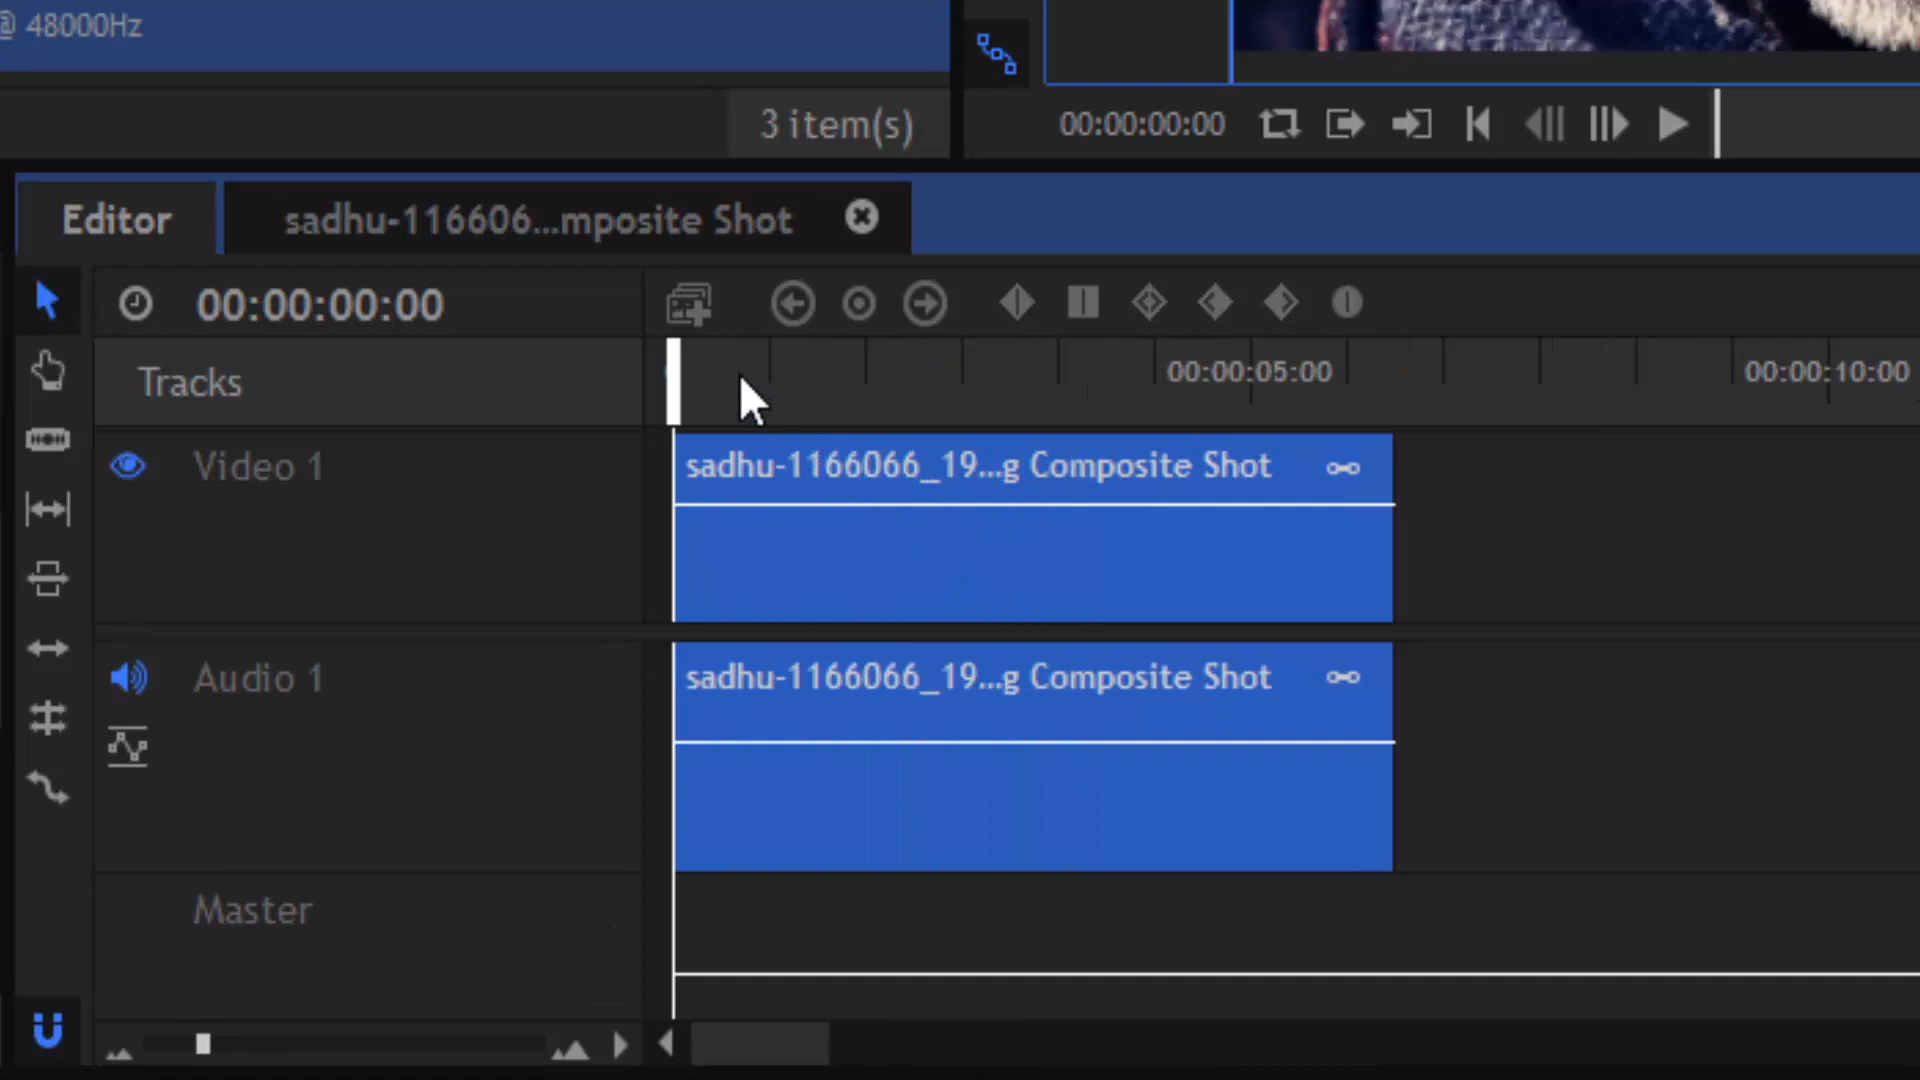 @ 48000Hz
3 item(s)
00:00:00:00
Editor
sadhu-116606...mposite Shot
00:00:00:00
Tracks
00:00:05:00
00:00:10:00
Video 1
sadhu-1166066_19...g Composite Shot
Audio 1
sadhu-1166066_19...g Composite Shot
Master